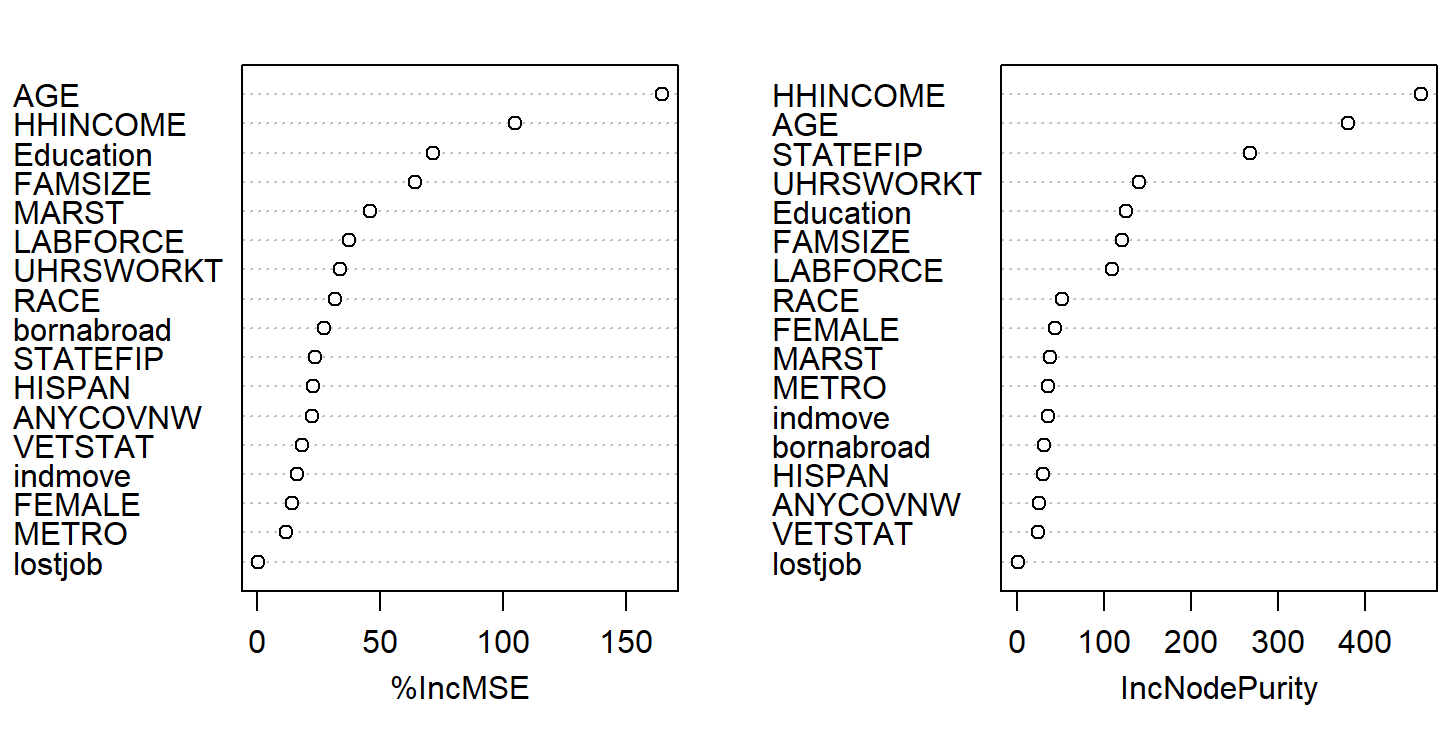 AGE
HHINCOME
Education
FAMSIZE
MARST
LABFORCE
UHRSWORKT
RACE
bornabroad
STATEFIP
HISPAN
ANYCOVNW
VETSTAT
indmove
FEMALE
METRO
lostjob
0 50 100 150
%IncMSE
HHINCOME
AGE
STATEFIP
UHRSWORKT
Education
FAMSIZE
LABFORCE
RACE
FEMALE
MARST
METRO
indmove
bornabroad
HISPAN
ANYCOVNW
VETSTAT
lostjob
0 100 200 300 400
IncNodePurity